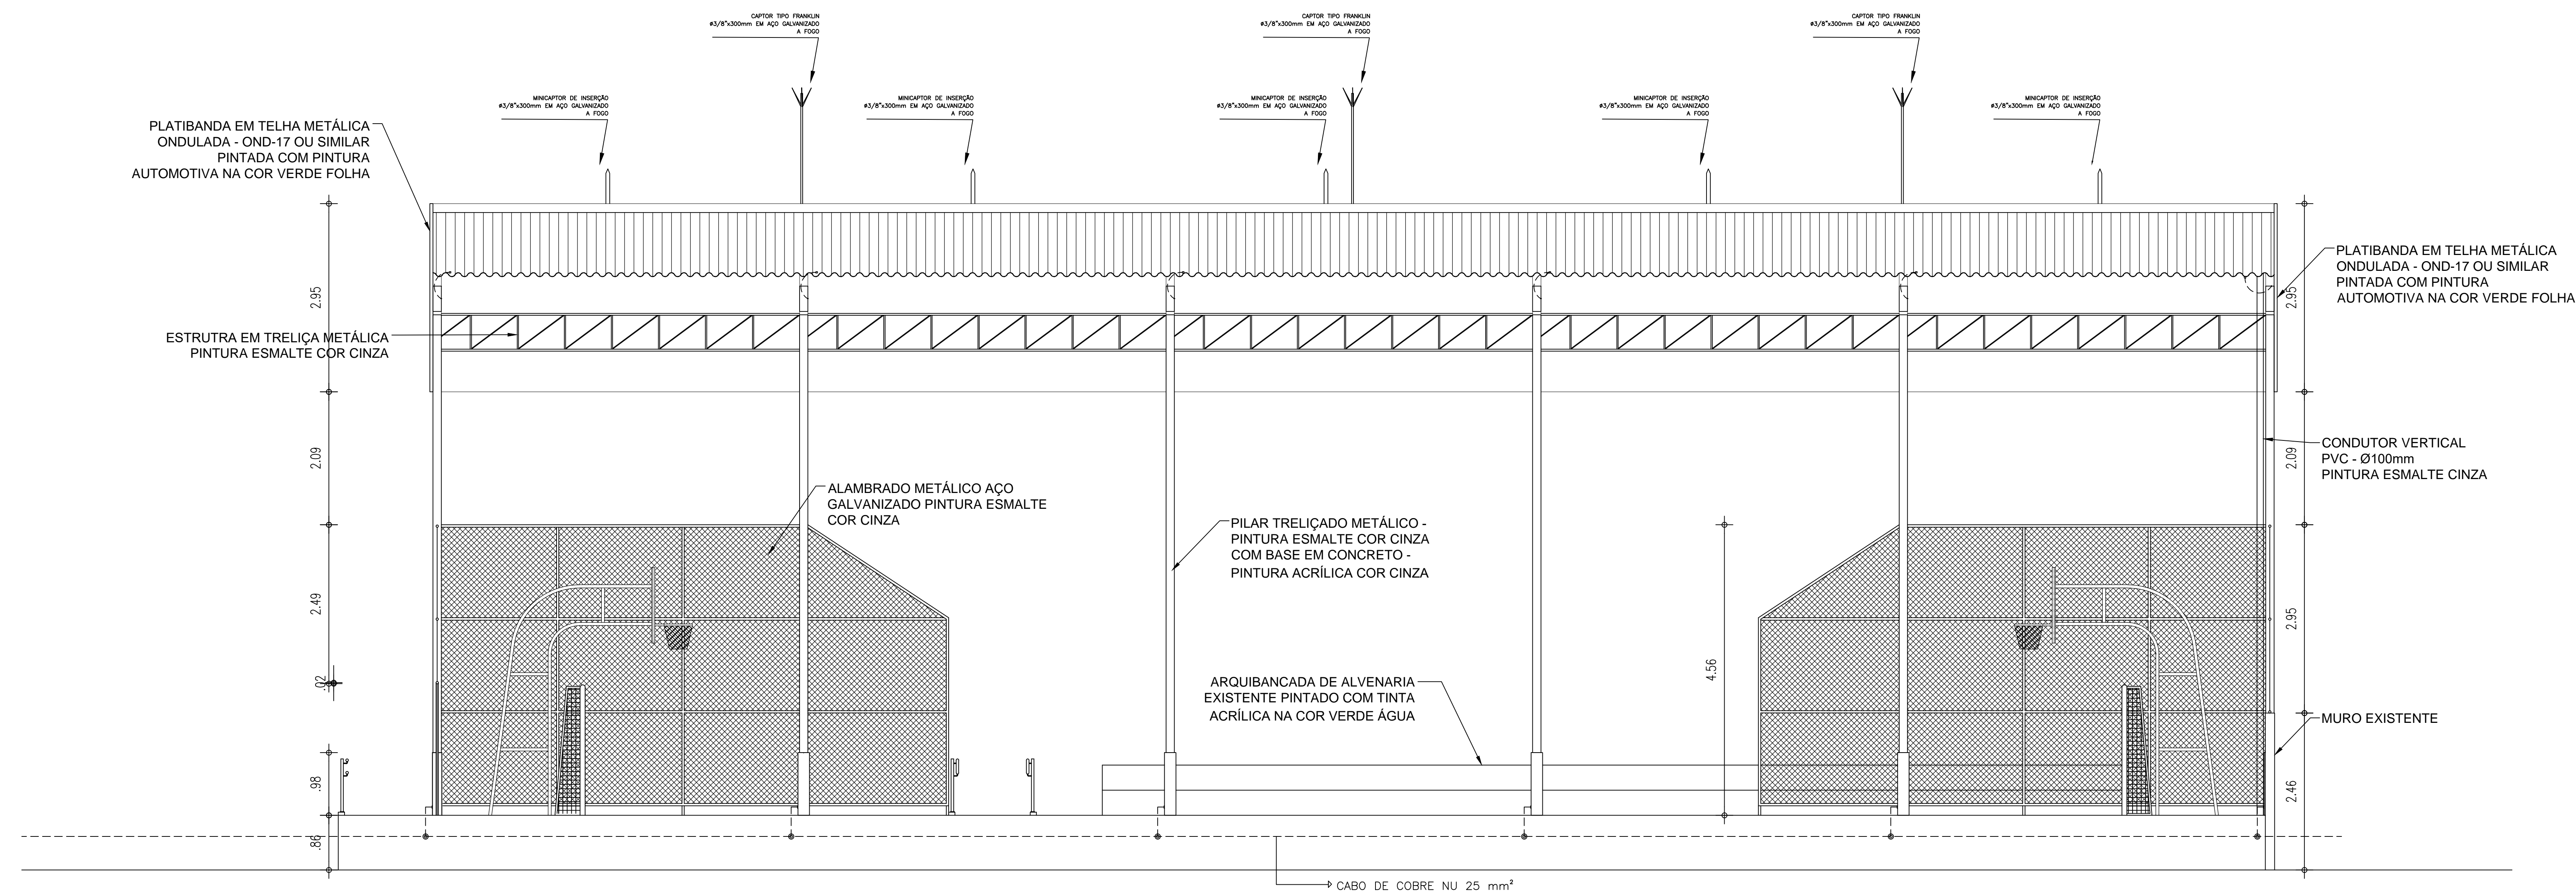 CAPTOR TIPO FRANKLIN
ø3/8"x300mm EM AÇO GALVANIZADO
A FOGO
CAPTOR TIPO FRANKLIN
ø3/8"x300mm EM AÇO GALVANIZADO
A FOGO
CAPTOR TIPO FRANKLIN
ø3/8"x300mm EM AÇO GALVANIZADO
A FOGO
MINICAPTOR DE INSERÇÃO
ø3/8"x300mm EM AÇO GALVANIZADO
A FOGO
MINICAPTOR DE INSERÇÃO
ø3/8"x300mm EM AÇO GALVANIZADO
A FOGO
MINICAPTOR DE INSERÇÃO
ø3/8"x300mm EM AÇO GALVANIZADO
A FOGO
MINICAPTOR DE INSERÇÃO
ø3/8"x300mm EM AÇO GALVANIZADO
A FOGO
MINICAPTOR DE INSERÇÃO
ø3/8"x300mm EM AÇO GALVANIZADO
A FOGO
PLATIBANDA EM TELHA METÁLICA
ONDULADA - OND-17 OU SIMILAR
PINTADA COM PINTURA
AUTOMOTIVA NA COR VERDE FOLHA
PLATIBANDA EM TELHA METÁLICA
ONDULADA - OND-17 OU SIMILAR
PINTADA COM PINTURA
AUTOMOTIVA NA COR VERDE FOLHA
2.95
2.95
ESTRUTRA EM TRELIÇA METÁLICA
PINTURA ESMALTE COR CINZA
2.09
2.09
CONDUTOR VERTICAL
PVC - Ø100mm
PINTURA ESMALTE CINZA
ALAMBRADO METÁLICO AÇO
GALVANIZADO PINTURA ESMALTE
COR CINZA
PILAR TRELIÇADO METÁLICO -
PINTURA ESMALTE COR CINZA
COM BASE EM CONCRETO -
PINTURA ACRÍLICA COR CINZA
2.49
2.95
4.56
.02
ARQUIBANCADA DE ALVENARIA
EXISTENTE PINTADO COM TINTA
ACRÍLICA NA COR VERDE ÁGUA
MURO EXISTENTE
.98
2.46
.86
CABO DE COBRE NU 25 mm²